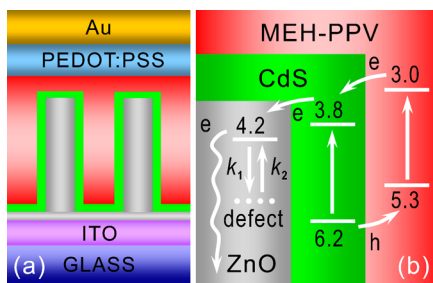 Au
PEDOT:PSS
ITO
GLASS
(a)
MEH-PPV
CdS
e
3.0
e
3.8
e
4.2
k1
k2
defect
5.3
6.2
h
ZnO
(b)